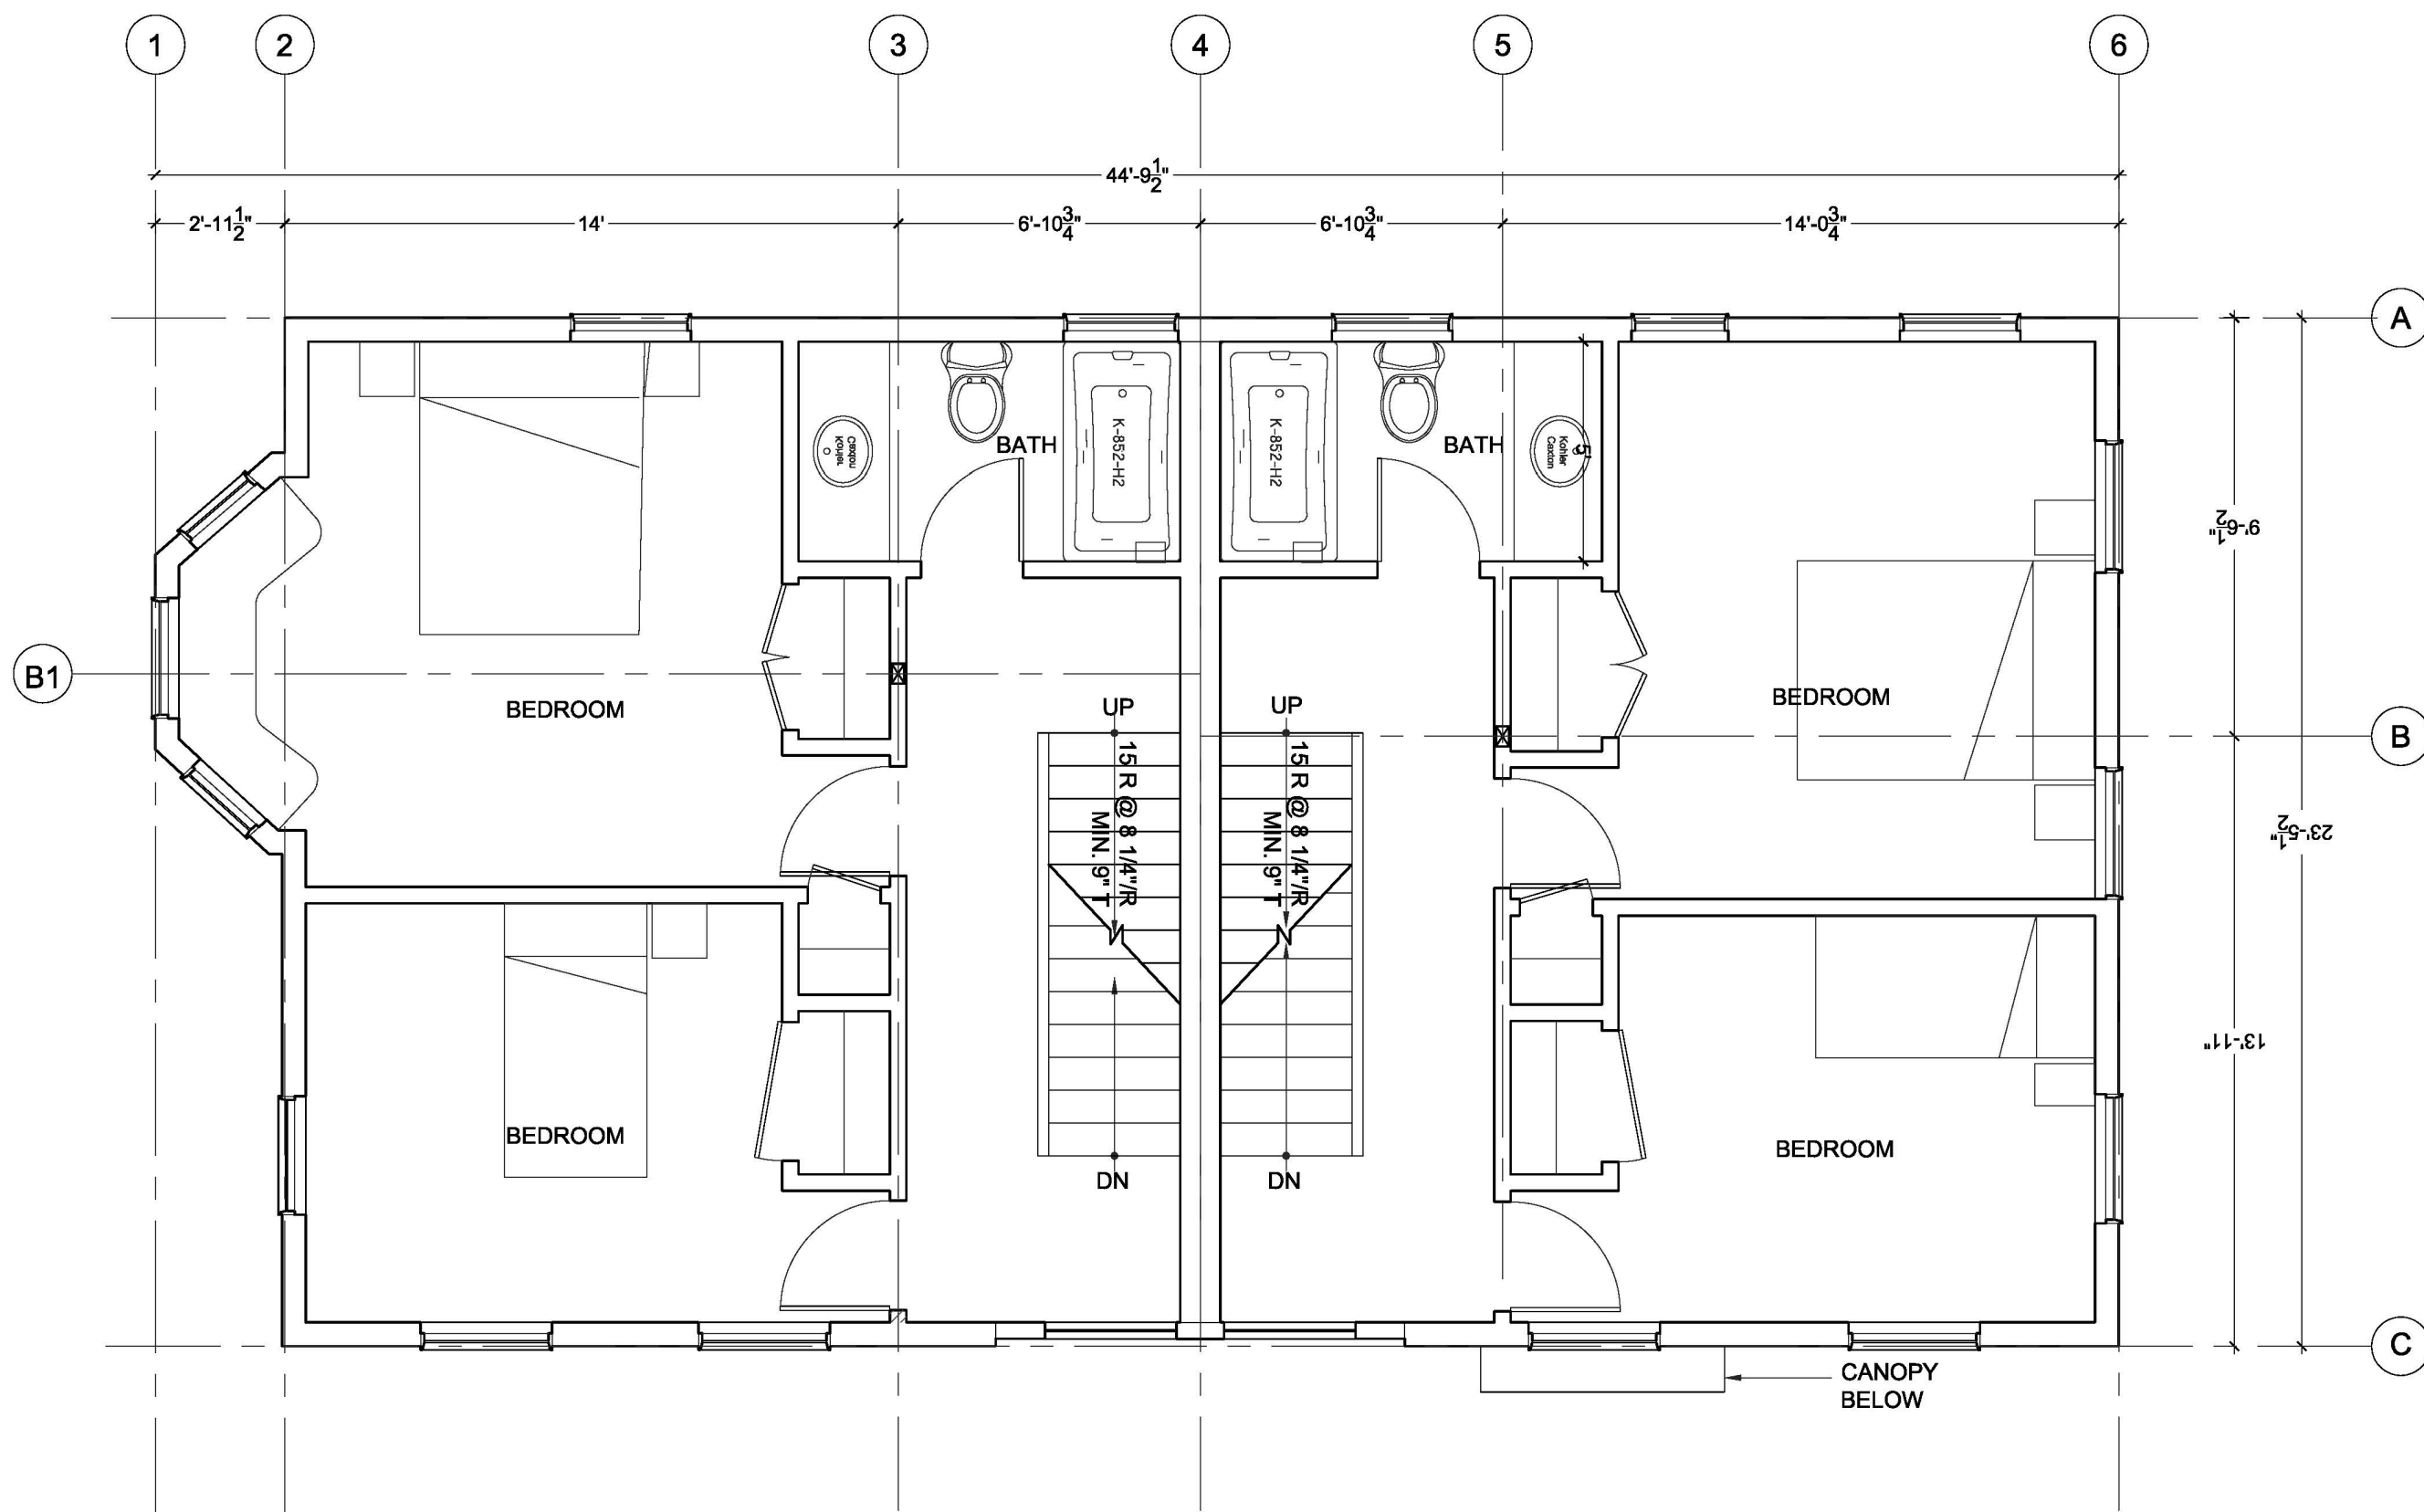 1
2
3
4
5
6
44'-9 1/2"
2'-11 1/2"
14'
6'-10 3/4"
6'-10 3/4"
14'-0 3/4"
A
9'-6 1/2"
BATH
BATH
K-852-H2
K-852-H2
Kohler
Caxton
Kohler
Caxton
5'
B1
BEDROOM
BEDROOM
B
UP
UP
15 R @ 8 1/4"/R
MIN. 9" T
15 R @ 8 1/4"/R
MIN. 9" T
23'-5 1/2"
13'-11"
BEDROOM
BEDROOM
DN
DN
C
CANOPY
BELOW